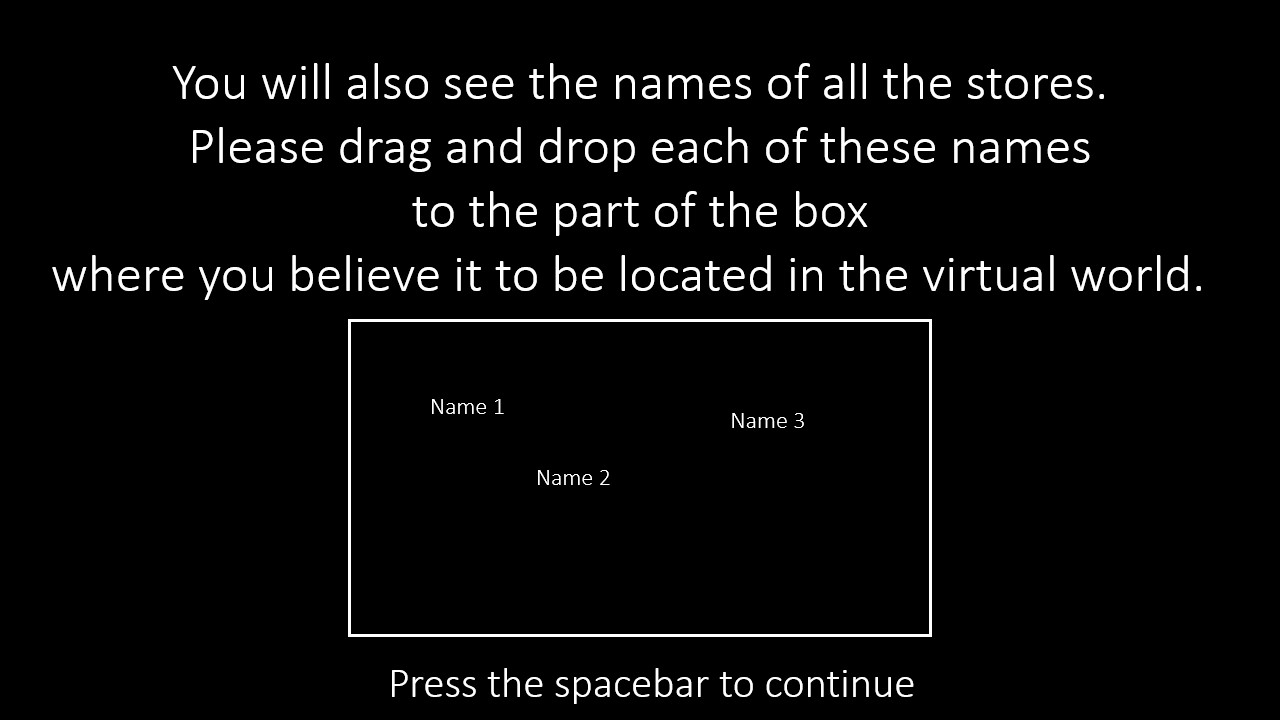 You will also see the names of all the stores.
Please drag and drop each of these names
to the part of the box
where you believe it to be located in the virtual world.
Name 1
Name 3
Name 2
Press the spacebar to continue